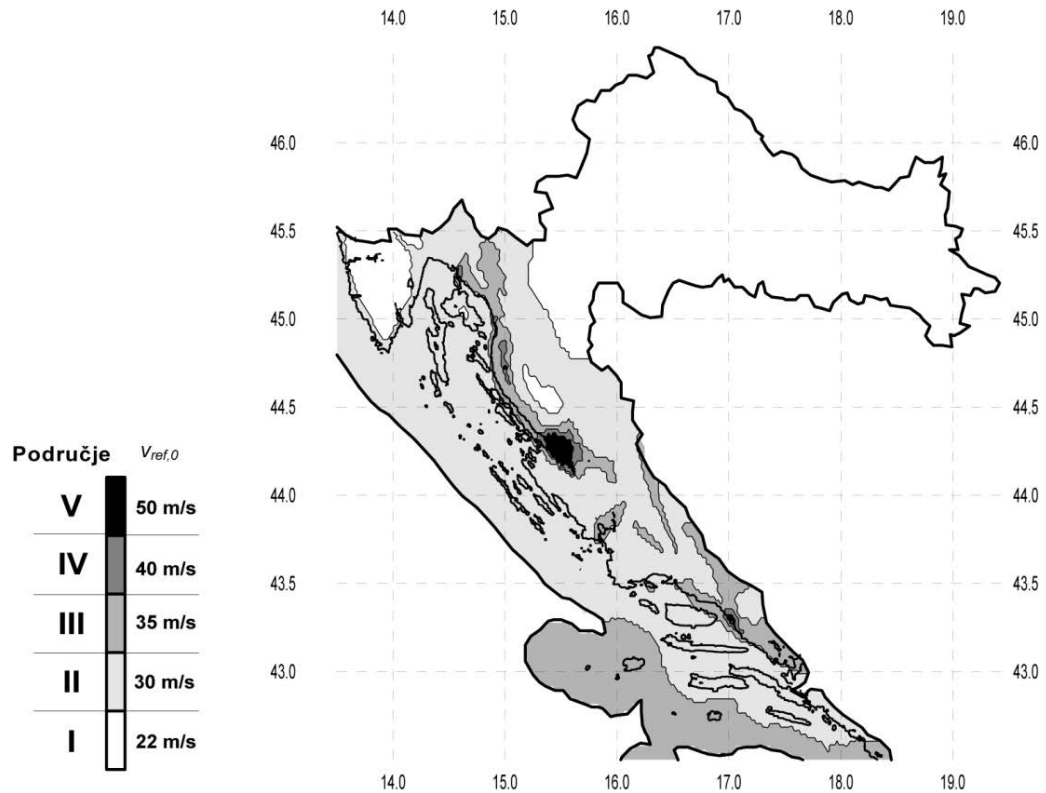 14.0 15.0 16.0 17.0 18.0 19.0
46.0 46.0
45.5 45.5
45.0 45.0
44.5 44.5
Područje Vref,0
V 50 m/s
44.0 44.0
IV 40 m/s
43.5 43.5
III 35 m/s
43.0 43.0
II 30 m/s
I 22 m/s
14.0 15.0 16.0 17.0 18.0 19.0